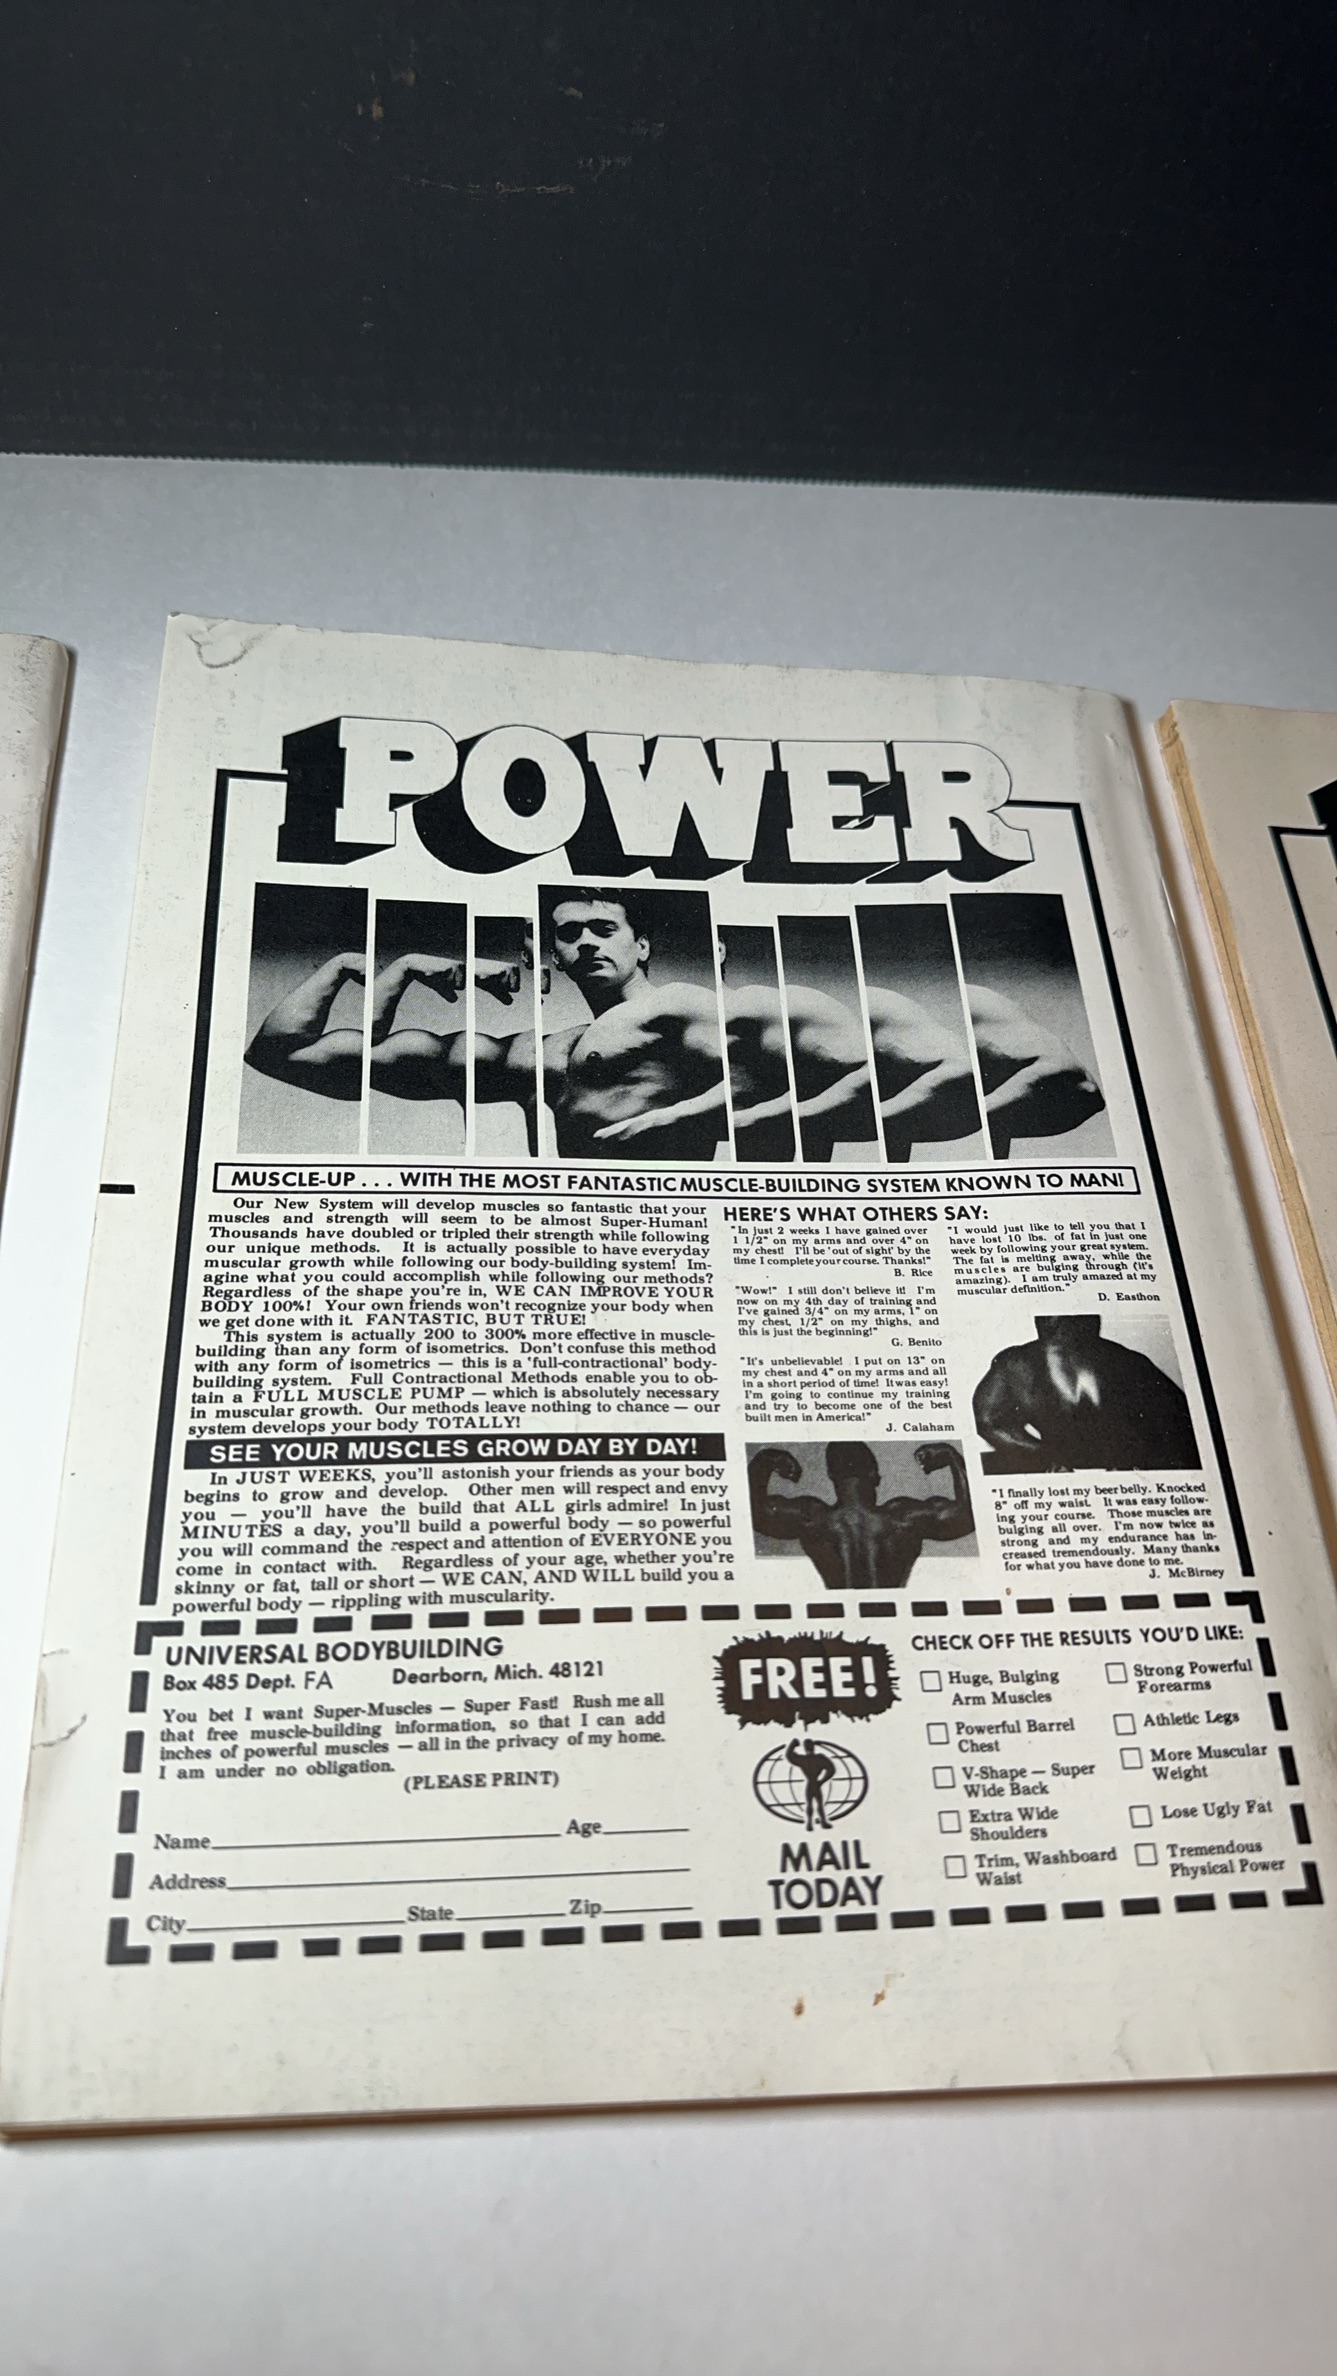 POWER
MUSCLE-UP . . . WITH THE MOST FANTASTIC MUSCLE-BUILDING SYSTEM KNOWN TO MAN!
Our New System will develop muscles so fantastic that your
muscles and strength will seem to be almost Super-Human!
Thousands have doubled or tripled their strength while following
our unique methods. It is actually possible to have everyday
muscular growth while following our body-building system! Im-
agine what you could accomplish while following our methods?
Regardless of the shape you're in, WE CAN IMPROVE YOUR
BODY 100%! Your own friends won't recognize your body when
we get done with it. FANTASTIC, BUT TRUE!
This system is actually 200 to 300% more effective in muscle-
building than any form of isometrics. Don't confuse this method
with any form of isometrics — this is a 'full-contractional' body-
building system. Full Contractional Methods enable you to ob-
tain a FULL MUSCLE PUMP — which is absolutely necessary
in muscular growth. Our methods leave nothing to chance — our
system develops your body TOTALLY!
SEE YOUR MUSCLES GROW DAY BY DAY!
In JUST WEEKS, you'll astonish your friends as your body
begins to grow and develop. Other men will respect and envy
you — you'll have the build that ALL girls admire! In just
MINUTES a day, you'll build a powerful body — so powerful
you will command the respect and attention of EVERYONE you
come in contact with. Regardless of your age, whether you're
skinny or fat, tall or short — WE CAN, AND WILL build you a
powerful body — rippling with muscularity.
HERE'S WHAT OTHERS SAY:
"In just 2 weeks I have gained over
1 1/2" on my arms and over 4" on
my chest! I'll be 'out of sight' by the
time I complete your course. Thanks!"
B. Rice
"Wow!" I still don't believe it! I'm
now on my 4th day of training and
I've gained 3/4" on my arms, 1" on
my chest, 1/2" on my thighs, and
this is just the beginning!"
G. Benito
"It's unbelievable! I put on 13" on
my chest and 4" on my arms and all
in a short period of time! It was easy!
I'm going to continue my training
and try to become one of the best
built men in America!"
J. Calaham
"I would just like to tell you that I
have lost 10 lbs. of fat in just one
week by following your great system.
The fat is melting away, while the
muscles are bulging through (it's
amazing). I am truly amazed at my
muscular definition."
D. Easthon
"I finally lost my beerbelly. Knocked
8" off my waist. It was easy follow-
ing your course. Those muscles are
bulging all over. I'm now twice as
strong and my endurance has in-
creased tremendously. Many thanks
for what you have done to me.
J. McBirney
UNIVERSAL BODYBUILDING
Box 485 Dept. FA Dearborn, Mich. 48121
You bet I want Super-Muscles — Super Fast! Rush me all
that free muscle-building information, so that I can add
inches of powerful muscles — all in the privacy of my home.
I am under no obligation.
(PLEASE PRINT)
Name Age
Address
City State Zip
FREE!
MAIL
TODAY
CHECK OFF THE RESULTS YOU'D LIKE:
Huge, Bulging
Arm Muscles
Powerful Barrel
Chest
V-Shape — Super
Wide Back
Extra Wide
Shoulders
Trim, Washboard
Waist
Strong Powerful
Forearms
Athletic Legs
More Muscular
Weight
Lose Ugly Fat
Tremendous
Physical Power